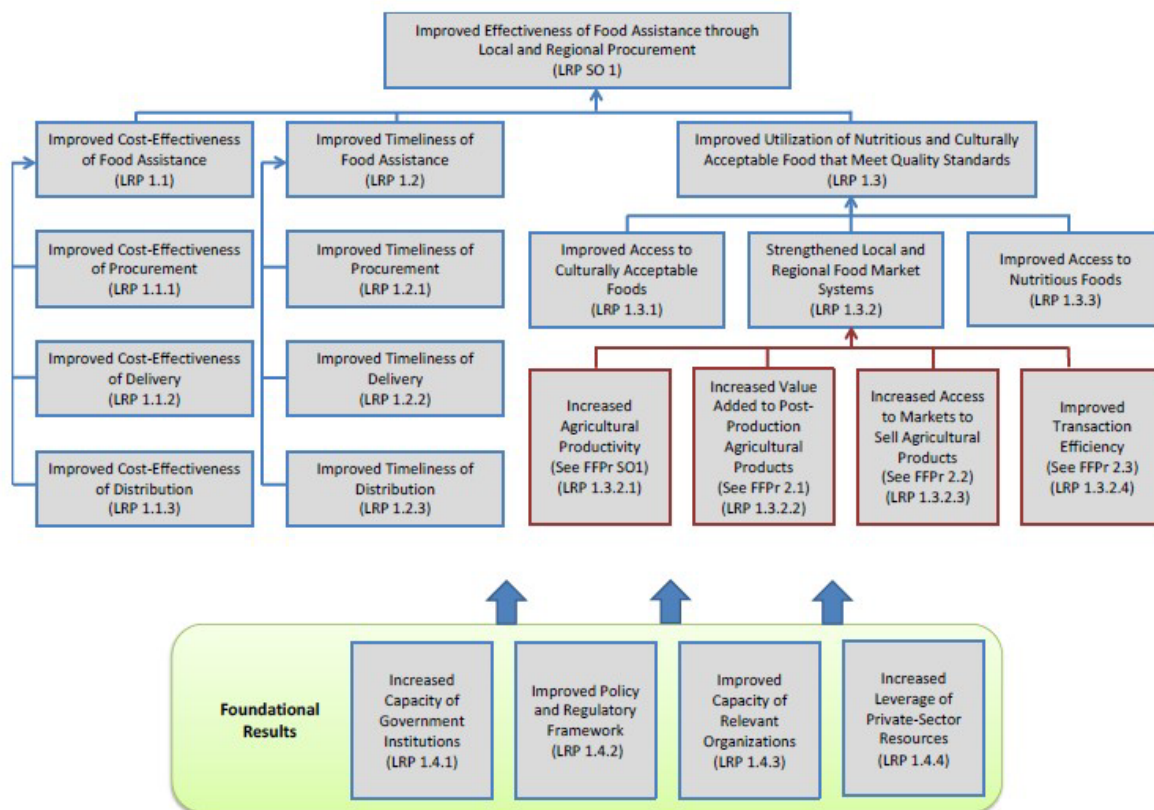 Improved Effectiveness of Food Assistance through
Local and Regional Procurement
(LRP SO 1)
Improved Cost-Effectiveness
of Food Assistance
(LRP 1.1)
Improved Timeliness of
Food Assistance
(LRP 1.2)
Improved Utilization of Nutritious and Culturally
Acceptable Food that Meet Quality Standards
(LRP 1.3)
Improved Cost-Effectiveness
of Procurement
(LRP 1.1.1)
Improved Timeliness of
Procurement
(LRP 1.2.1)
Improved Access to
Culturally Acceptable
Foods
(LRP 1.3.1)
Strengthened Local and
Regional Food Market
Systems
(LRP 1.3.2)
Improved Access to
Nutritious Foods
(LRP 1.3.3)
Improved Cost-Effectiveness
of Delivery
(LRP 1.1.2)
Improved Timeliness of
Delivery
(LRP 1.2.2)
Increased
Agricultural
Productivity
(See FFPr SO1)
(LRP 1.3.2.1)
Increased Value
Added to Post-
Production
Agricultural
Products
(See FFPr 2.1)
(LRP 1.3.2.2)
Increased Access
to Markets to
Sell Agricultural
Products
(See FFPr 2.2)
(LRP 1.3.2.3)
Improved
Transaction
Efficiency
(See FFPr 2.3)
(LRP 1.3.2.4)
Improved Cost-Effectiveness
of Distribution
(LRP 1.1.3)
Improved Timeliness of
Distribution
(LRP 1.2.3)
Foundational
Results
Increased
Capacity of
Government
Institutions
(LRP 1.4.1)
Improved Policy
and Regulatory
Framework
(LRP 1.4.2)
Improved
Capacity of
Relevant
Organizations
(LRP 1.4.3)
Increased
Leverage of
Private-Sector
Resources
(LRP 1.4.4)